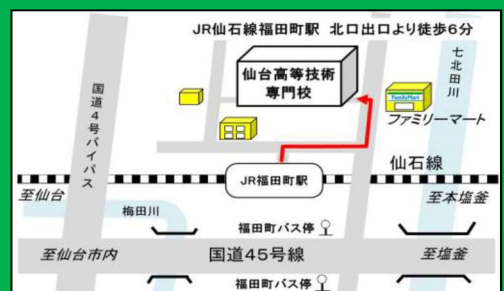 JR仙石線福田町駅 北口出口より徒歩6分
仙台高等技術
専門校
七北田川
国道4号バイパス
FamilyMart
ファミリーマート
仙石線
JR福田町駅
至仙台
至本塩釜
梅田川
福田町バス停
至仙台市内
国道45号線
至塩釜
福田町バス停